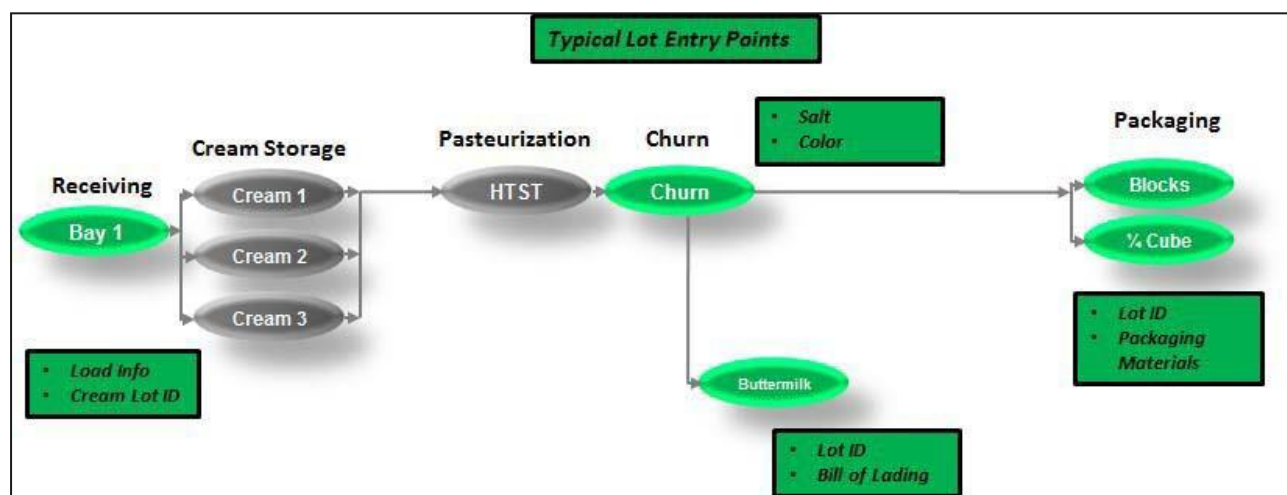 Typical Lot Entry Points
Receiving
Bay 1
Cream Storage
Cream 1
Cream 2
Cream 3
Pasteurization
HTST
Churn
Churn
• Salt
• Color
Packaging
Blocks
¼ Cube
• Load Info
• Cream Lot ID
Buttermilk
• Lot ID
• Bill of Lading
• Lot ID
• Packaging
Materials